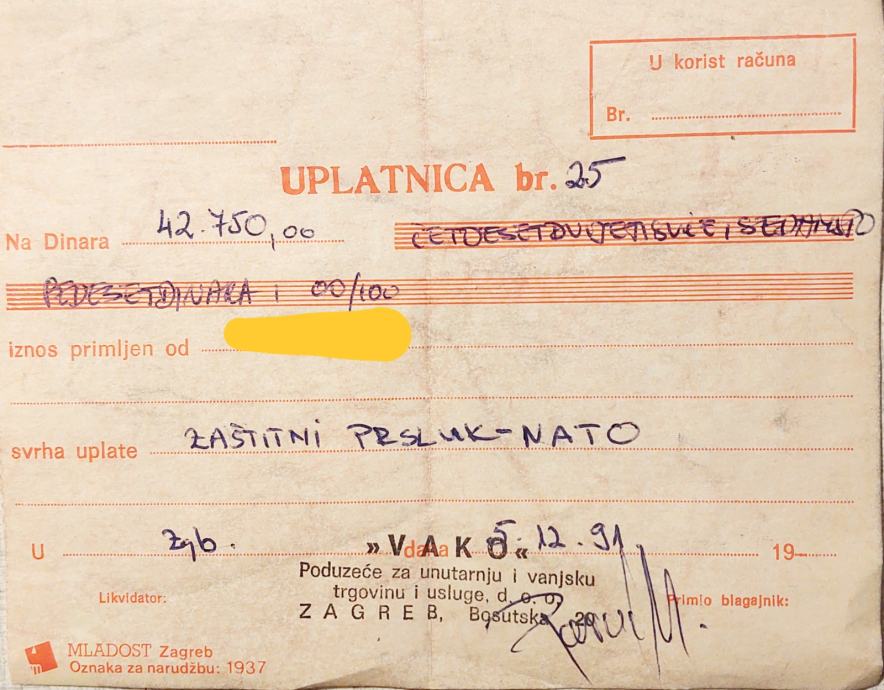 U korist računa
Br.
UPLATNICA br. 25
Na Dinara 42.750,00 ČETDESETDVIJETISUĆE, SEDAMSTO
PEDESETDINARA i 00/100
iznos primljen od
svrha uplate ZAŠTITNI PRSLUK-NATO
U Zgb. dana 5.12.91. 19
»VAKO«
Poduzeće za unutarnju i vanjsku
Likvidator: trgovinu i usluge, d. o. o. Primio blagajnik:
ZAGREB, Bosutska
MLADOST Zagreb
Oznaka za narudžbu: 1937